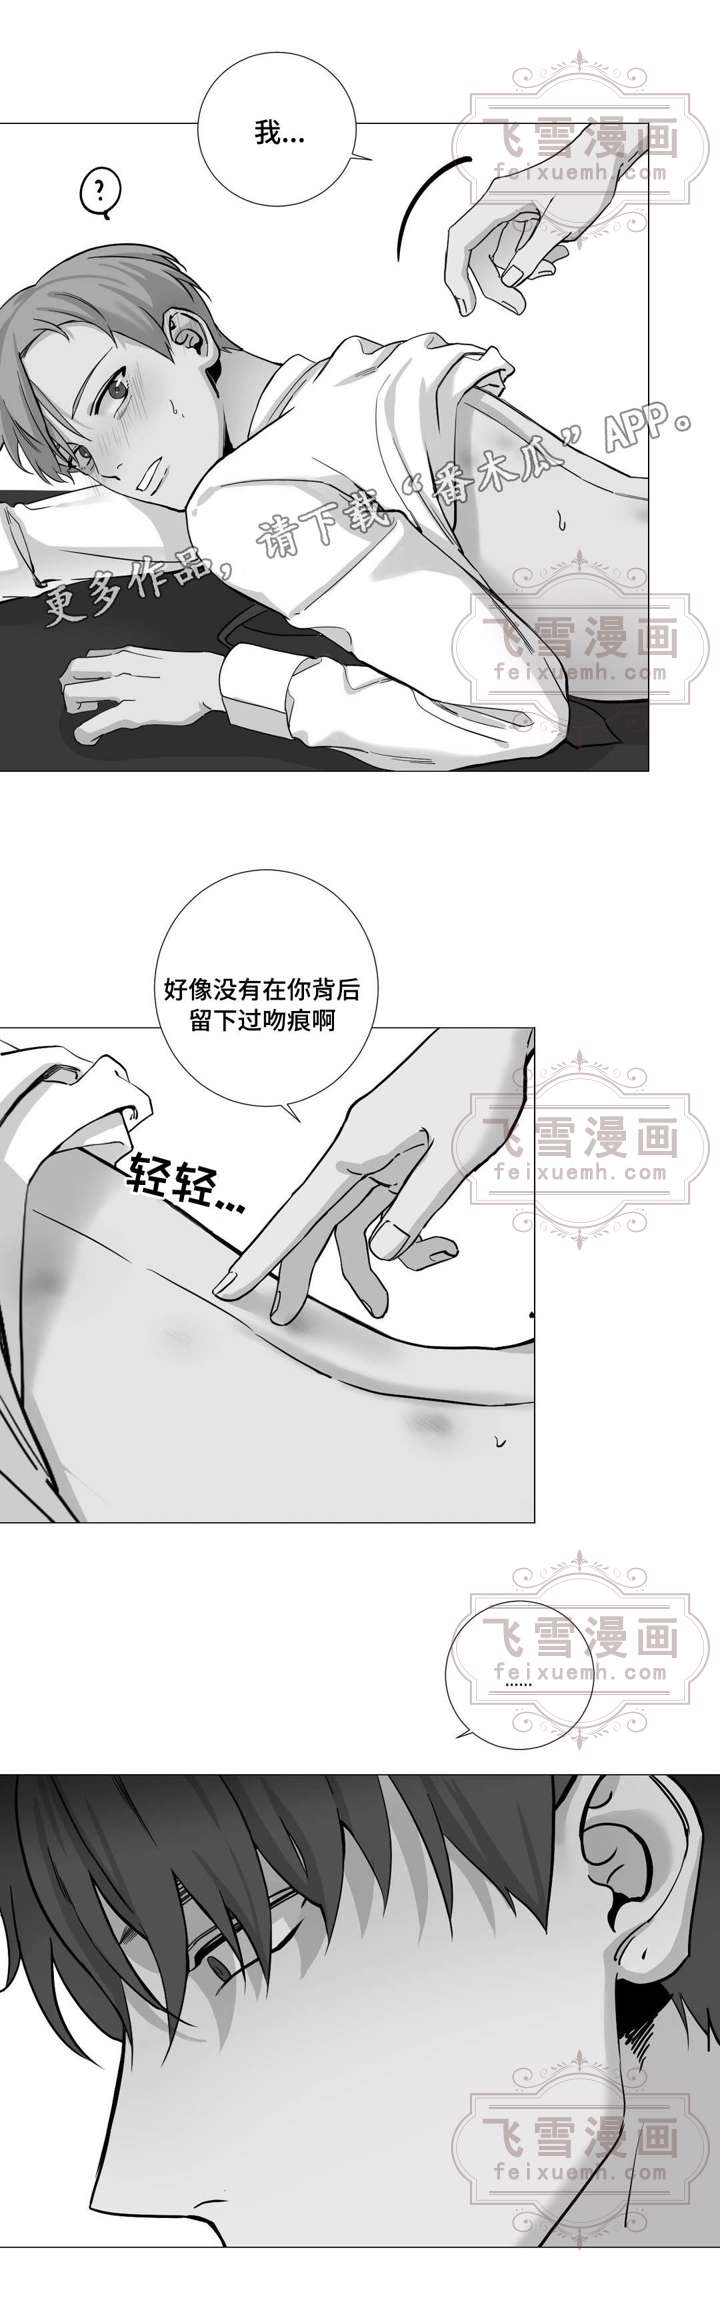 飞雪漫画
feixuemh.com
我...
?
更多作品，请下载“番木瓜”APP。
飞雪漫画
feixuemh.com
好像没有在你背后
留下过吻痕啊
轻轻...
飞雪漫画
feixuemh.com
飞雪漫画
feixuemh.com
......
飞雪漫画
feixuemh.com